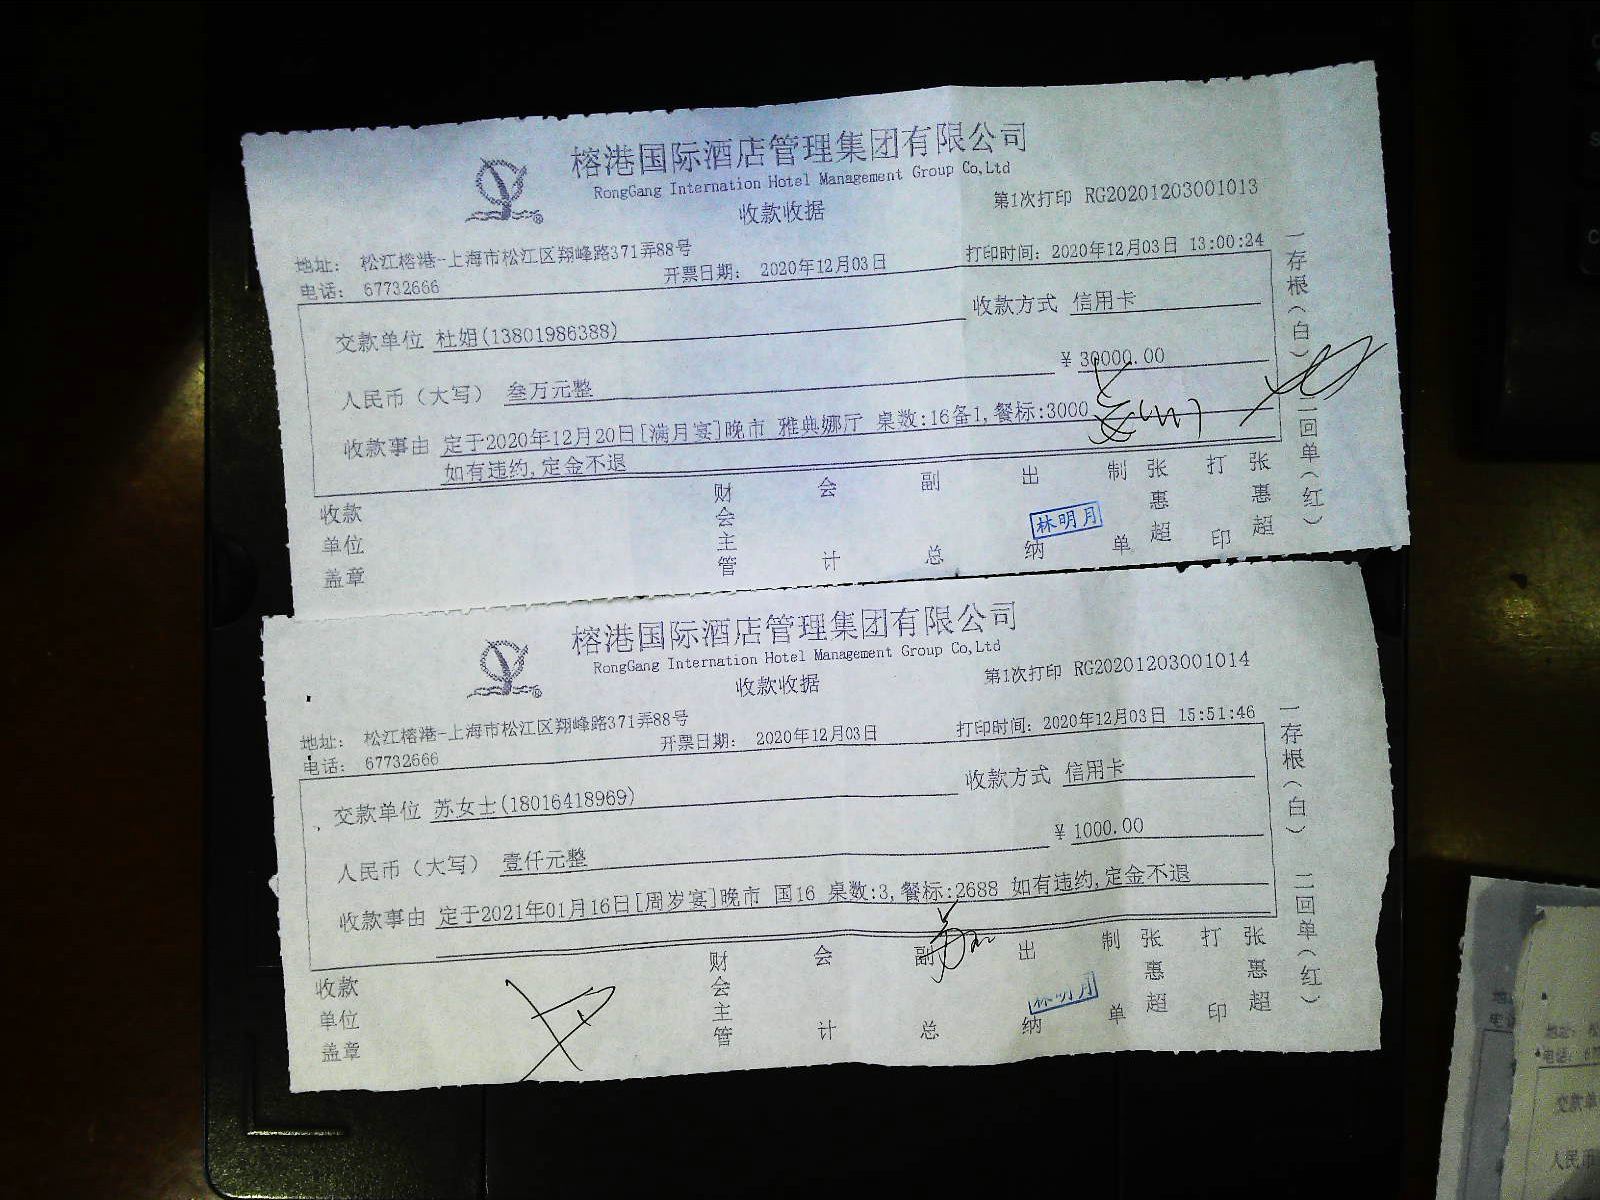 榕港国际酒店管理集团有限公司
RongGang Internation Hotel Management Group Co,Ltd
收款收据
第1次打印 RG20201203001013
地址： 松江榕港-上海市松江区翔峰路371弄88号
电话： 67732666
开票日期： 2020年12月03日
打印时间：2020年12月03日 13:00:24
交款单位 杜姐(13801986388)
收款方式 信用卡
人民币（大写） 叁万元整
¥ 30000.00
收款事由 定于2020年12月20日[满月宴]晚市 雅典娜厅 桌数:16备1,餐标:3000
如有违约,定金不退
收款单位盖章
财会主管
会计
副总
出纳
林明月
制单
张惠超
打印
张惠超
一存根（白）
二回单（红）
榕港国际酒店管理集团有限公司
RongGang Internation Hotel Management Group Co,Ltd
收款收据
第1次打印 RG20201203001014
地址： 松江榕港-上海市松江区翔峰路371弄88号
电话： 67732666
开票日期： 2020年12月03日
打印时间：2020年12月03日 15:51:46
交款单位 苏女士(18016418969)
收款方式 信用卡
人民币（大写） 壹仟元整
¥ 1000.00
收款事由 定于2021年01月16日[周岁宴]晚市 国16 桌数:3,餐标:2688 如有违约,定金不退
收款单位盖章
财会主管
会计
副总
出纳
林明月
制单
张惠超
打印
张惠超
一存根（白）
二回单（红）